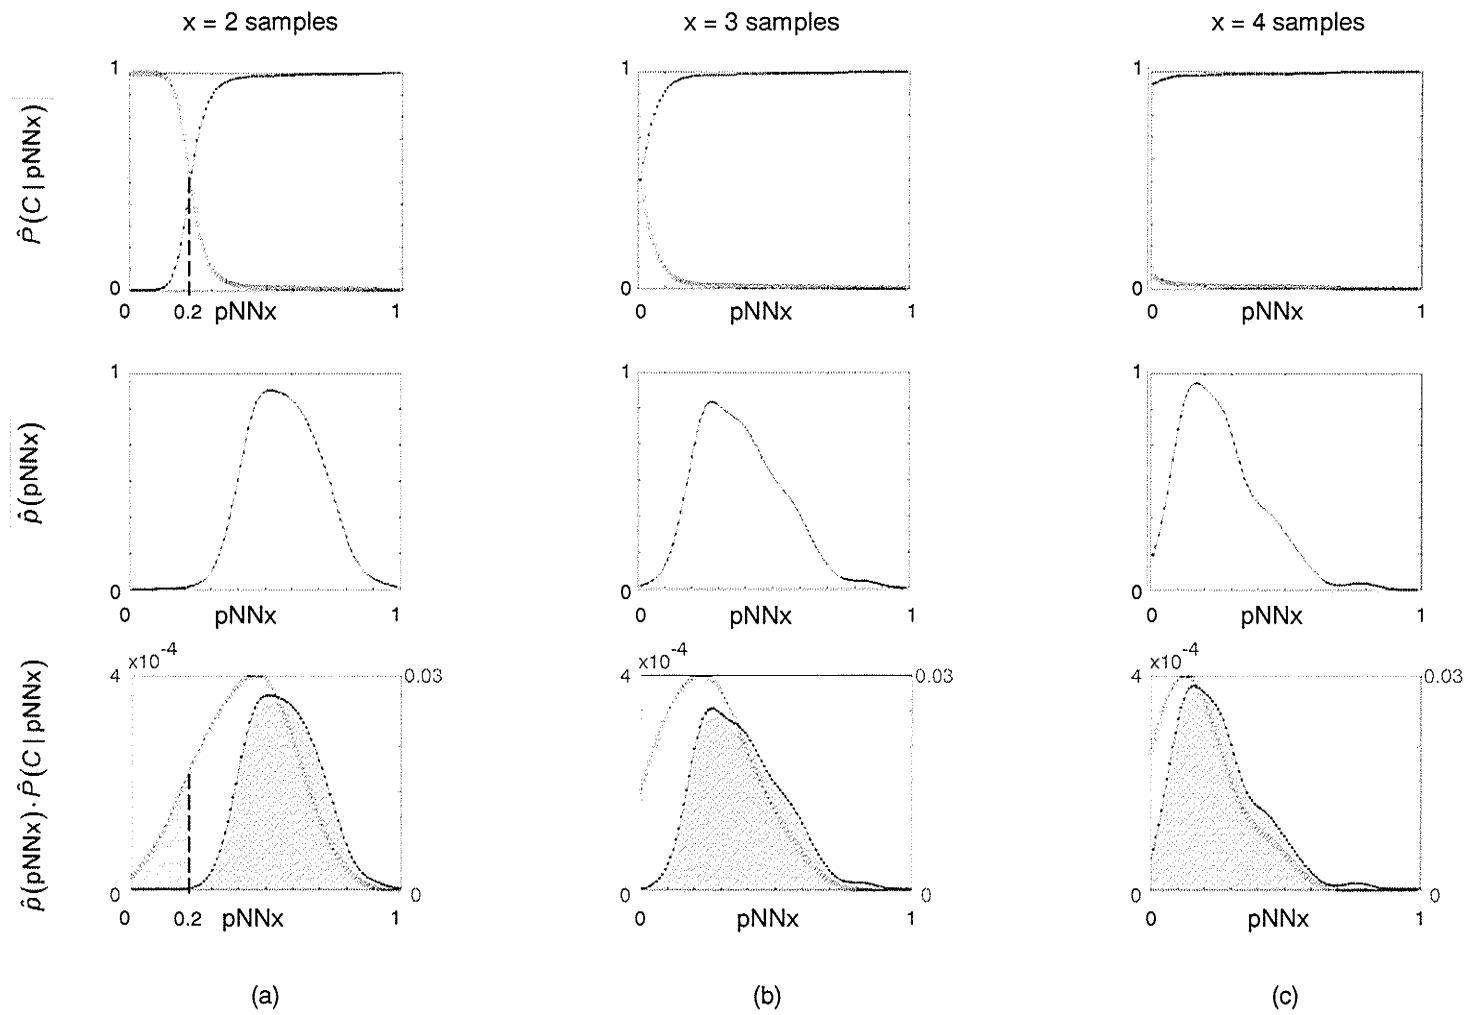 x = 2 samples
x = 3 samples
x = 4 samples
P̂(C | pNNx)
1
0
0
0.2
pNNx
1
1
0
0
pNNx
1
1
0
0
pNNx
1
p̂(pNNx)
1
0
0
pNNx
1
1
0
0
pNNx
1
1
0
0
pNNx
1
p̂(pNNx) · P̂(C | pNNx)
x10⁻⁴
4
0.03
0
0
0
0.2
pNNx
1
x10⁻⁴
4
0.03
0
0
0
pNNx
1
x10⁻⁴
4
0.03
0
0
0
pNNx
1
(a)
(b)
(c)